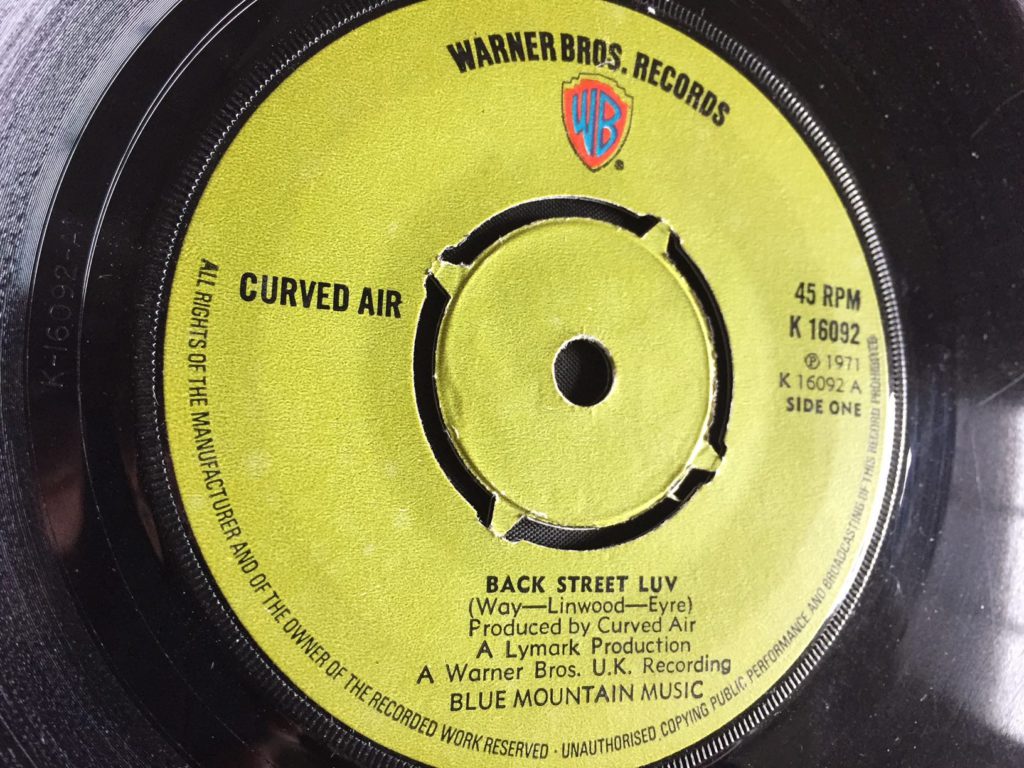 WARNER BROS. RECORDS
WB
®
CURVED AIR
45 RPM
K 16092
℗ 1971
K 16092 A
SIDE ONE
BACK STREET LUV
(Way—Linwood—Eyre)
Produced by Curved Air
A Lymark Production
A Warner Bros. U.K. Recording
BLUE MOUNTAIN MUSIC
ALL RIGHTS OF THE MANUFACTURER AND OF THE OWNER OF THE RECORDED WORK RESERVED · UNAUTHORISED COPYING PUBLIC PERFORMANCE AND BROADCASTING OF THIS RECORD PROHIBITED
K-16092-A